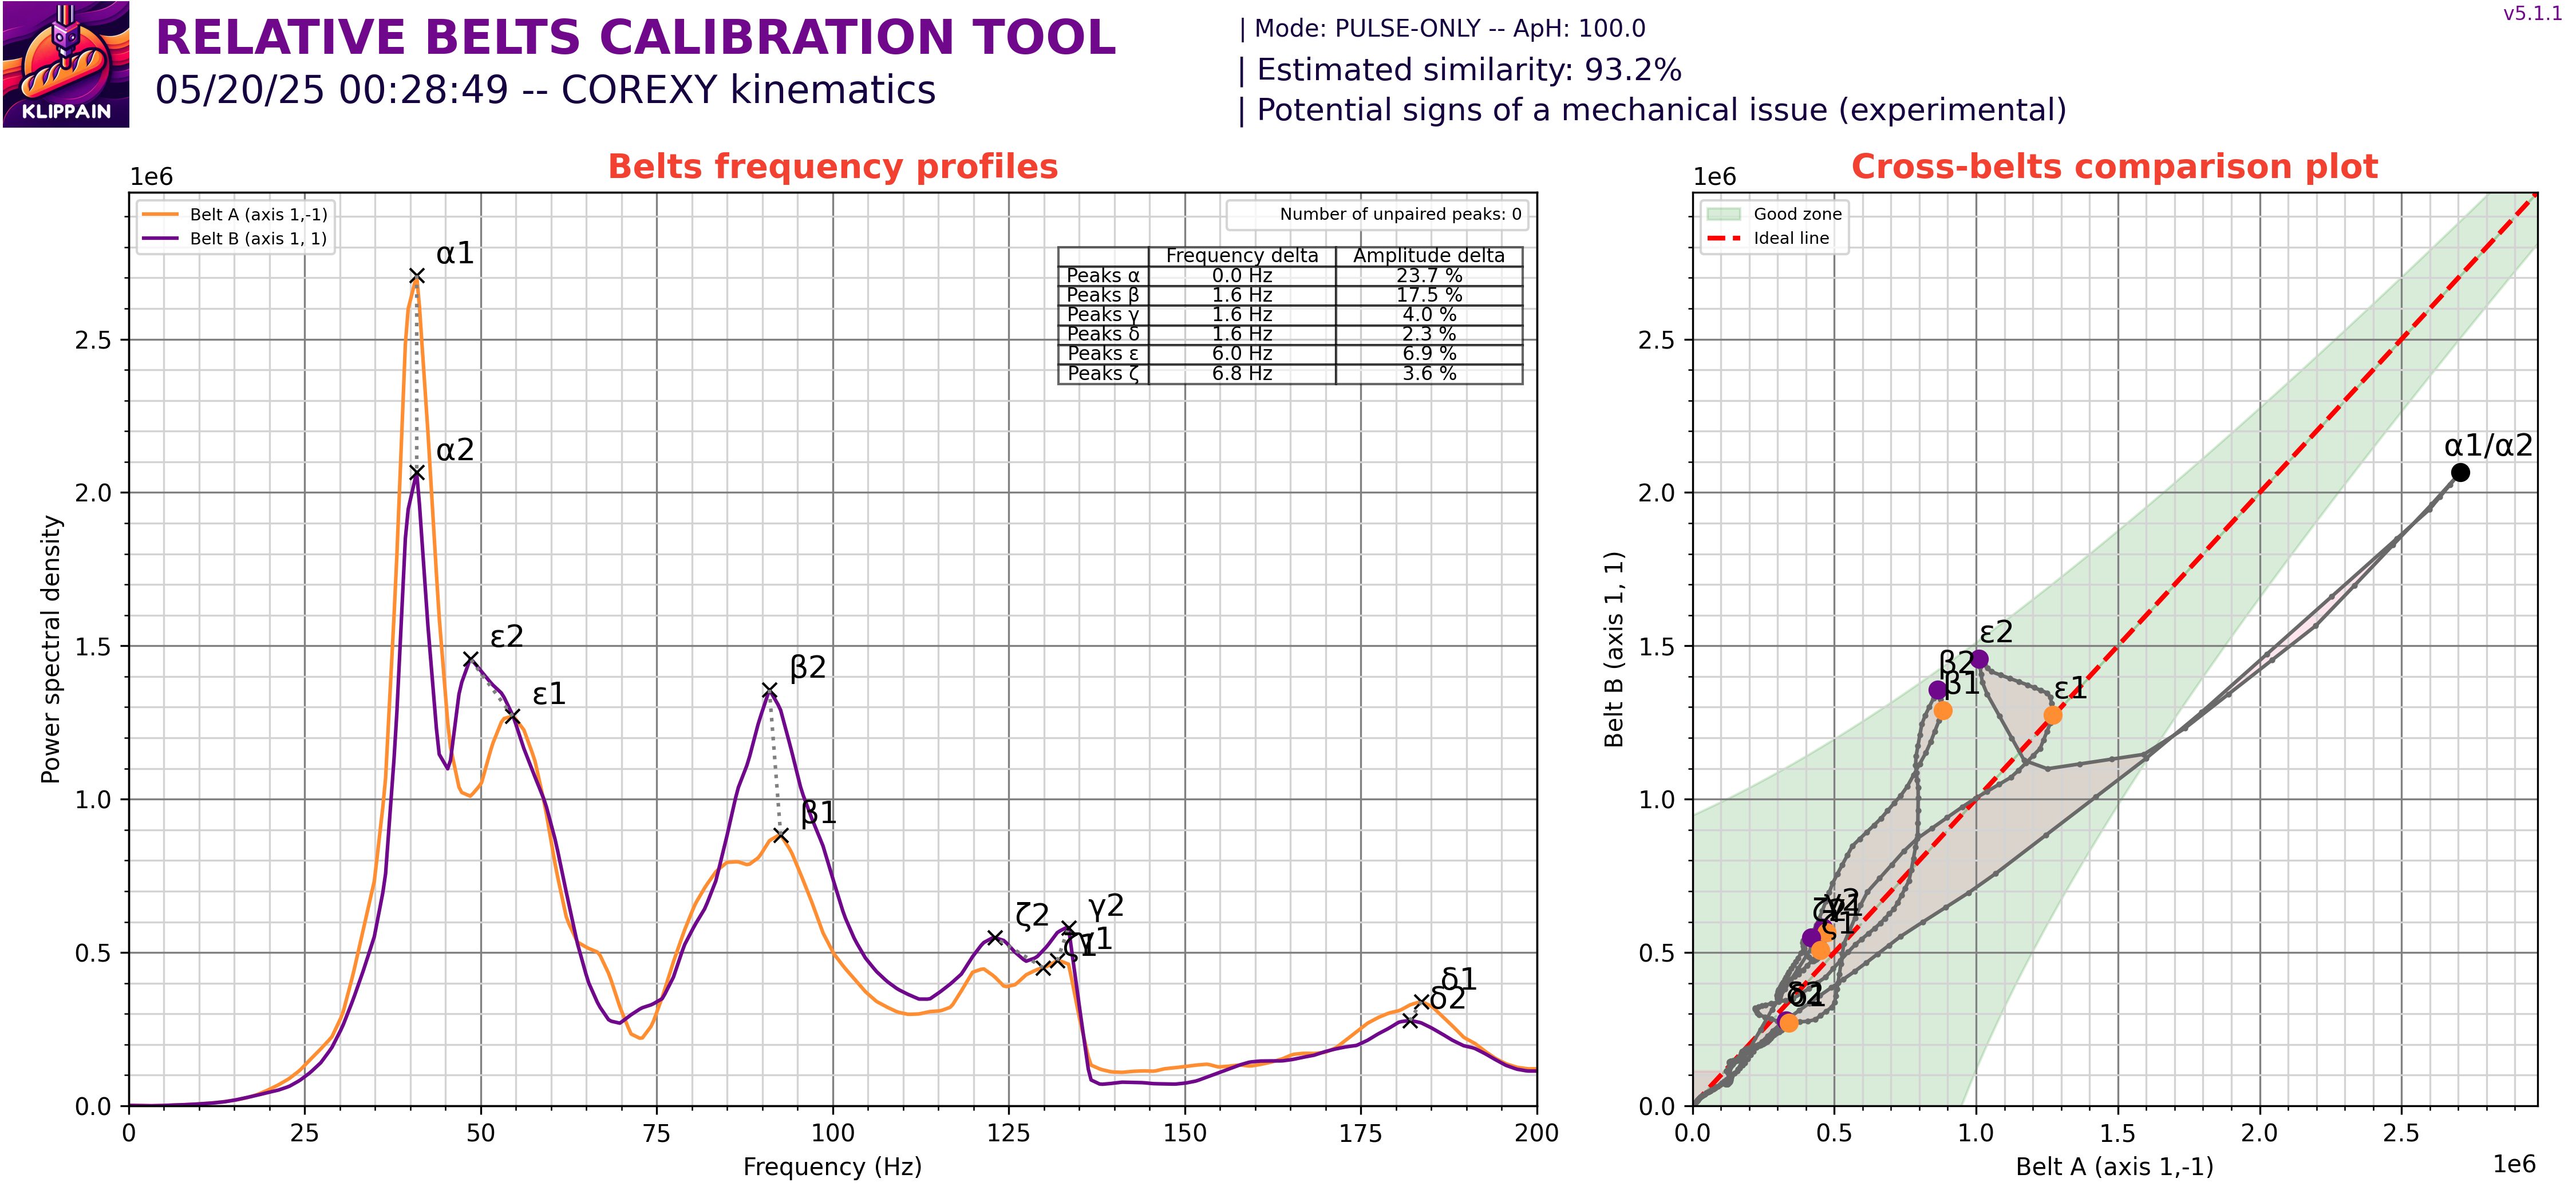 v5.1.1
KLIPPAIN
RELATIVE BELTS CALIBRATION TOOL
05/20/25 00:28:49 -- COREXY kinematics
| Mode: PULSE-ONLY -- ApH: 100.0
| Estimated similarity: 93.2%
| Potential signs of a mechanical issue (experimental)
Belts frequency profiles
1e6
Belt A (axis 1,-1)
Belt B (axis 1, 1)
Number of unpaired peaks: 0
Frequency delta Amplitude delta
Peaks α 0.0 Hz 23.7 %
Peaks β 1.6 Hz 17.5 %
Peaks γ 1.6 Hz 4.0 %
Peaks δ 1.6 Hz 2.3 %
Peaks ε 6.0 Hz 6.9 %
Peaks ζ 6.8 Hz 3.6 %
α1
α2
ε2
ε1
β2
β1
ζ2
γ2
ζ1
γ1
δ1
δ2
2.5
2.0
1.5
1.0
0.5
0.0
Power spectral density
0 25 50 75 100 125 150 175 200
Frequency (Hz)
Cross-belts comparison plot
1e6
Good zone
Ideal line
α1/α2
ε2
β2
β1
ε1
ζ2
γ2
γ1
ζ1
δ2
δ1
2.5
2.0
1.5
1.0
0.5
0.0
Belt B (axis 1, 1)
0.0 0.5 1.0 1.5 2.0 2.5
Belt A (axis 1,-1)
1e6